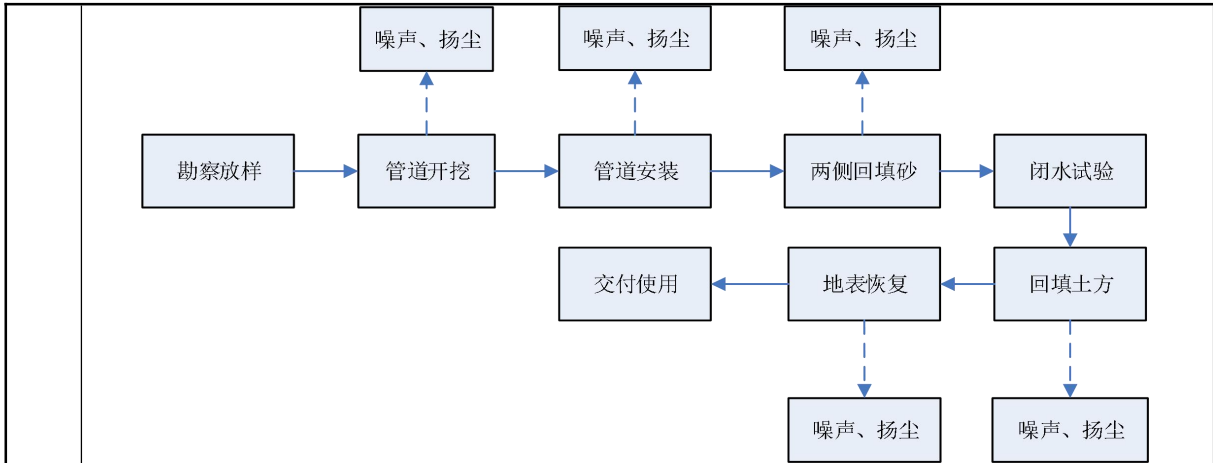 噪声、扬尘
噪声、扬尘
噪声、扬尘
勘察放样
管道开挖
管道安装
两侧回填砂
闭水试验
交付使用
地表恢复
回填土方
噪声、扬尘
噪声、扬尘